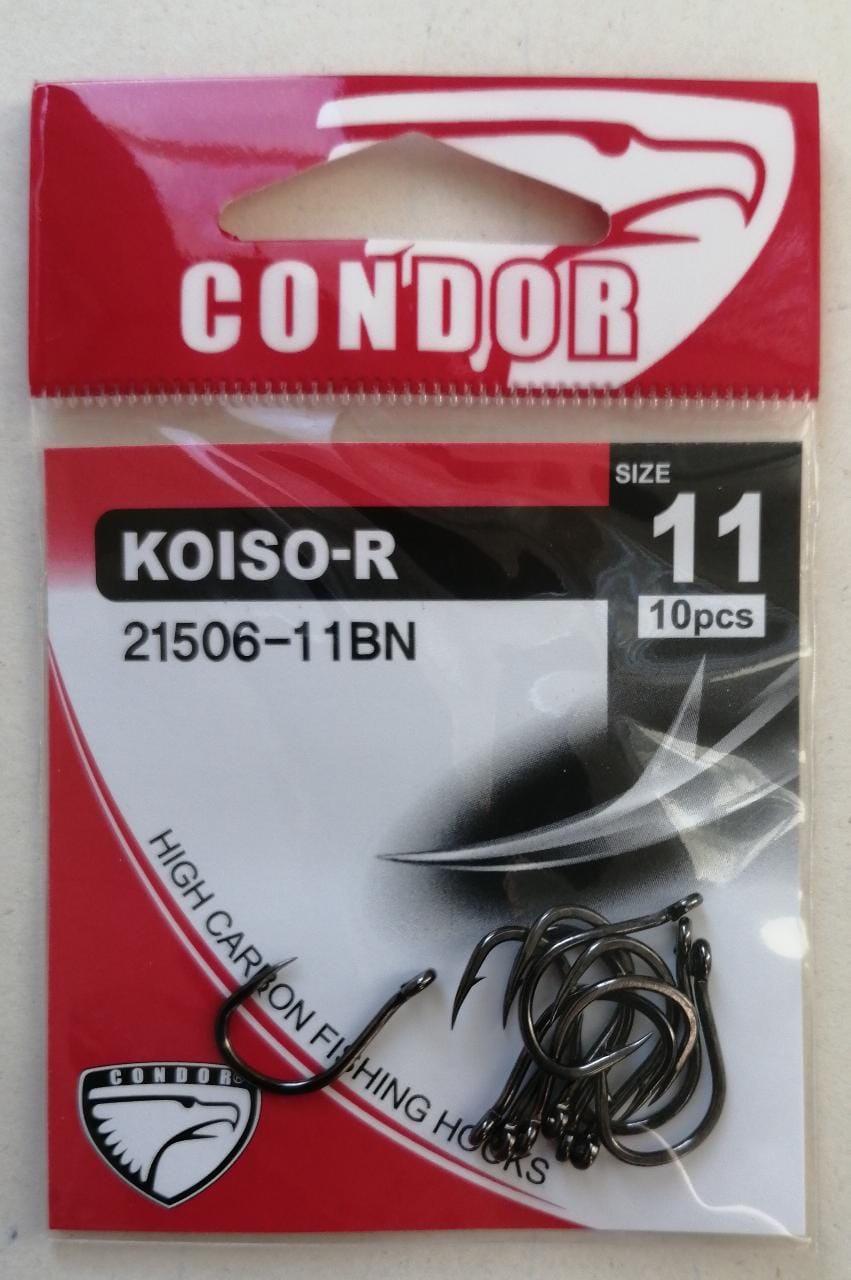 CONDOR
SIZE
11
10pcs
KOISO-R
21506-11BN
HIGH CARBON FISHING HOOKS
CONDOR®